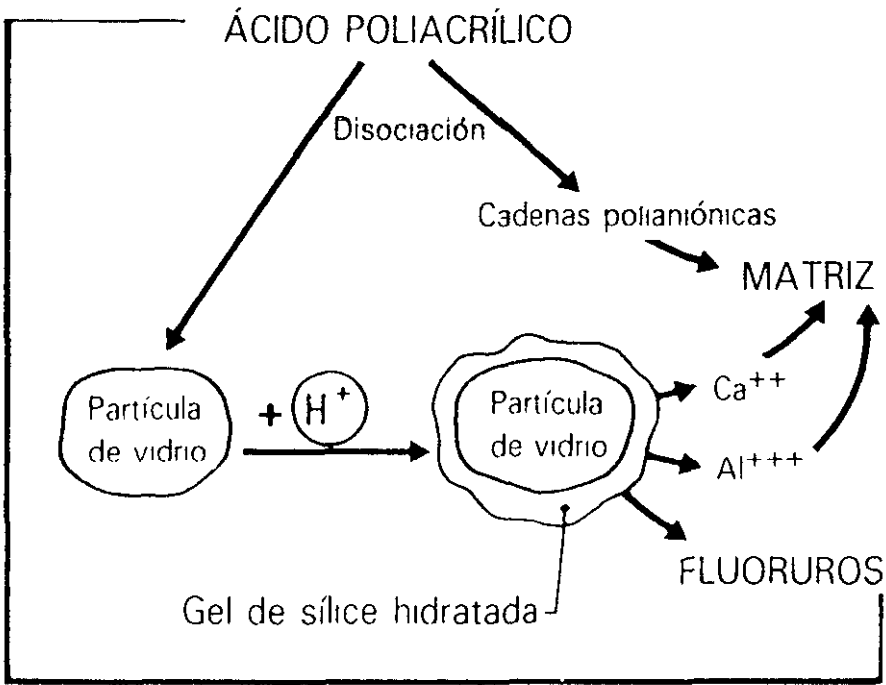 ÁCIDO POLIACRÍLICO
Disociación
Cadenas polianiónicas
MATRIZ
Partícula
de vidrio
+ H+
Partícula
de vidrio
Ca++
Al+++
FLUORUROS
Gel de sílice hidratada